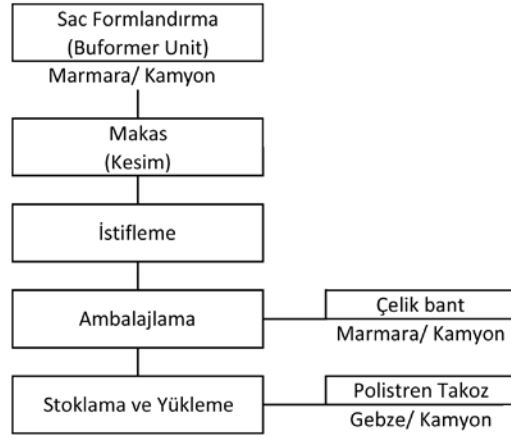 Sac Formlandırma
(Buformer Unit)
Marmara/ Kamyon
Makas
(Kesim)
İstifleme
Ambalajlama
Çelik bant
Marmara/ Kamyon
Stoklama ve Yükleme
Polistren Takoz
Gebze/ Kamyon